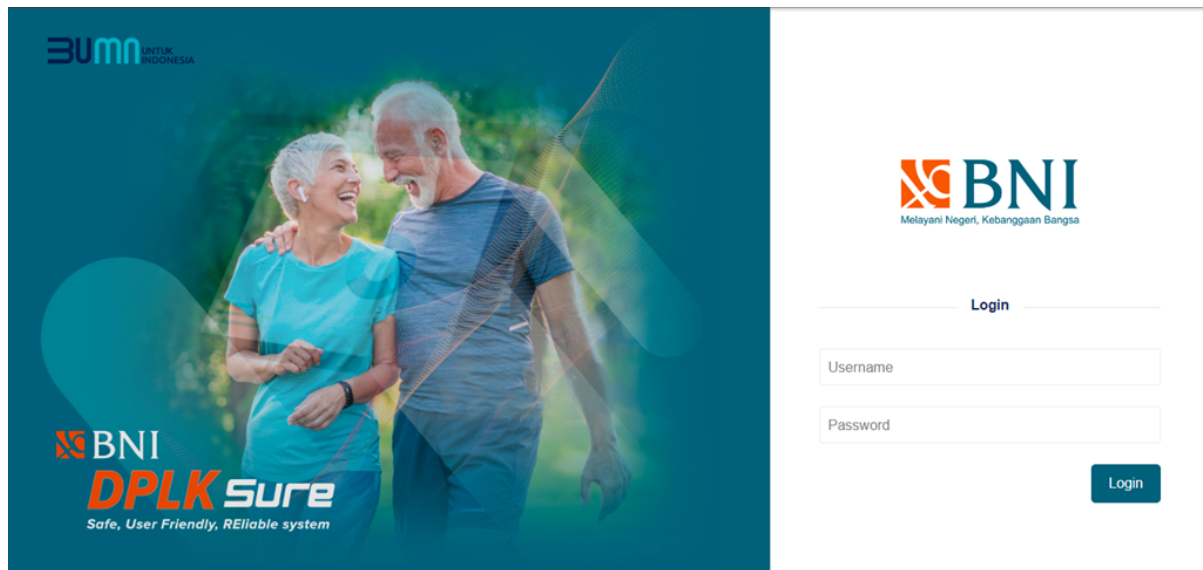 BUMN UNTUK
INDONESIA
BNI
DPLK Sure
Safe, User Friendly, REliable system
BNI
Melayani Negeri, Kebanggaan Bangsa
Login
Username
Password
Login